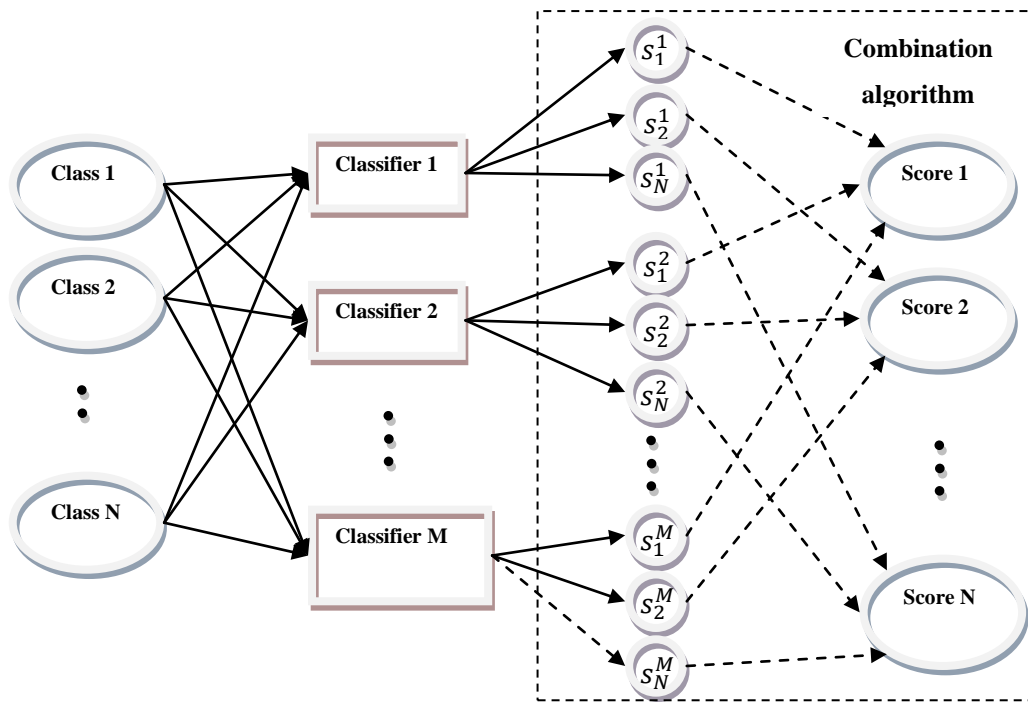 Combination
algorithm
Class 1
Class 2
Class N
Classifier 1
Classifier 2
Classifier M
$s_1^1$
$s_2^1$
$s_N^1$
$s_1^2$
$s_2^2$
$s_N^2$
$s_1^M$
$s_2^M$
$s_N^M$
Score 1
Score 2
Score N